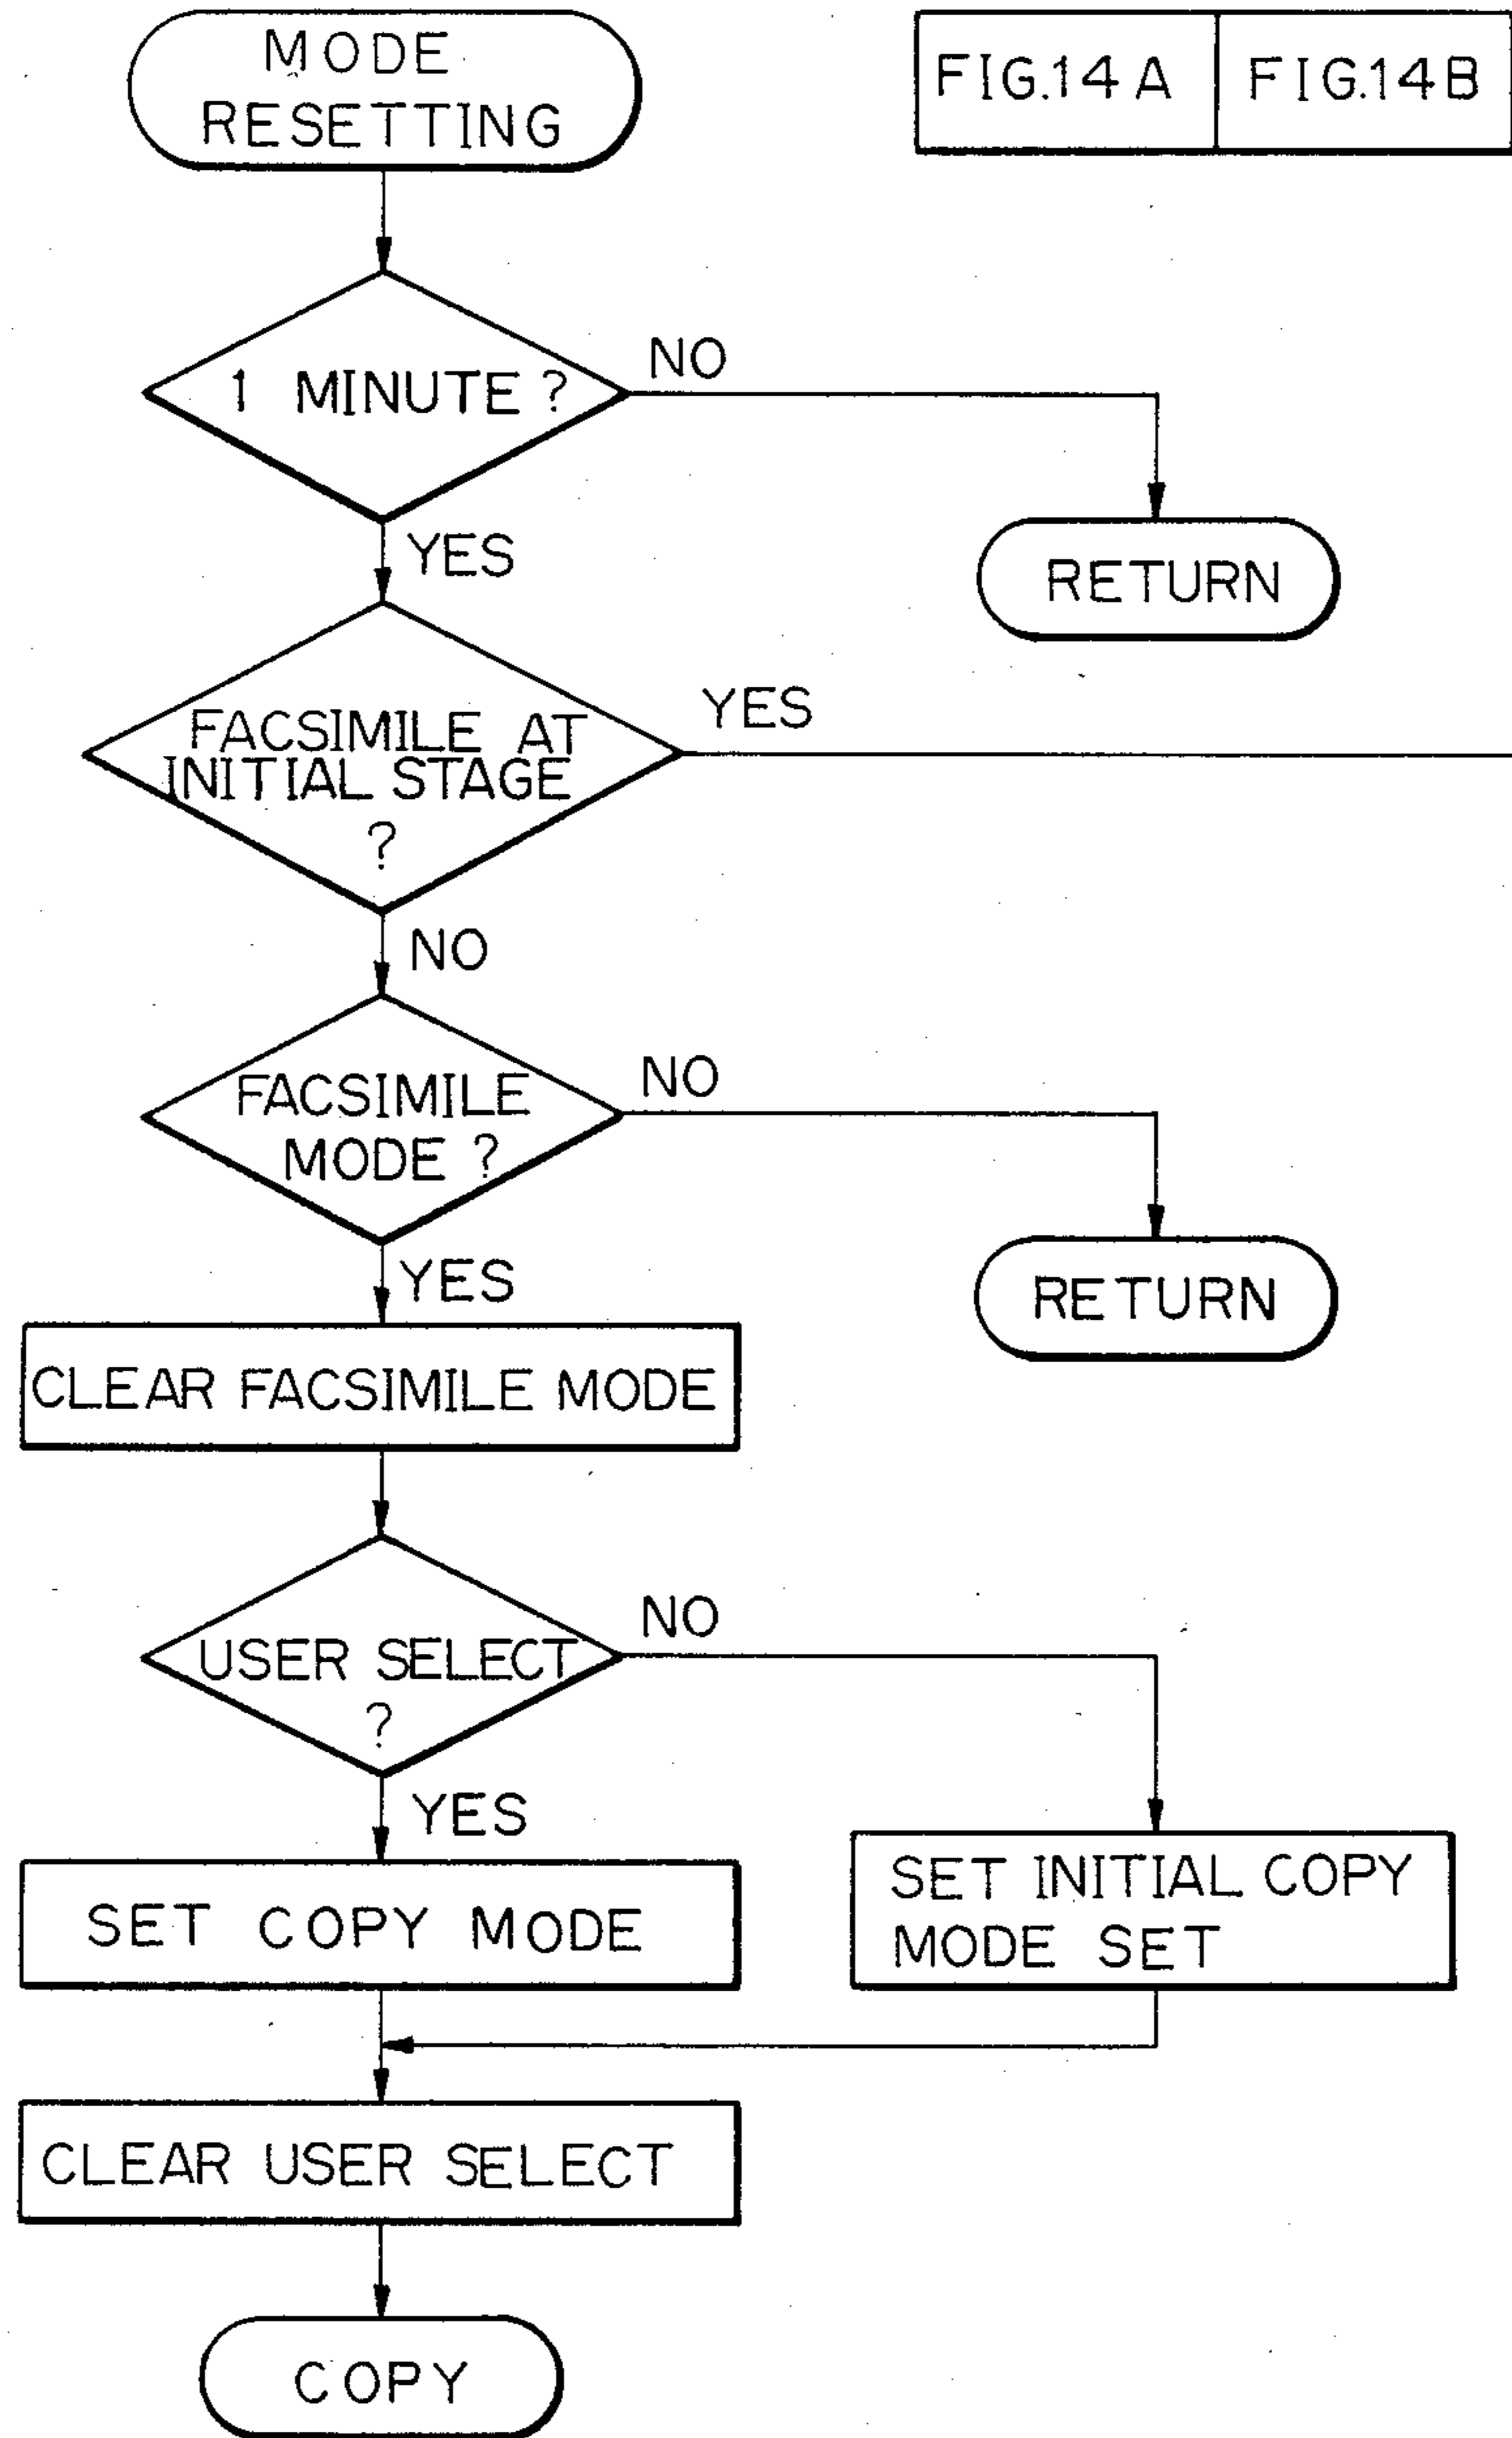 MODE
RESETTING
FIG.14A
FIG.14B
1 MINUTE ?
NO
RETURN
YES
FACSIMILE AT
INITIAL STAGE
?
YES
NO
FACSIMILE
MODE ?
NO
RETURN
YES
CLEAR FACSIMILE MODE
USER SELECT
?
NO
YES
SET COPY MODE
SET INITIAL COPY
MODE SET
CLEAR USER SELECT
COPY